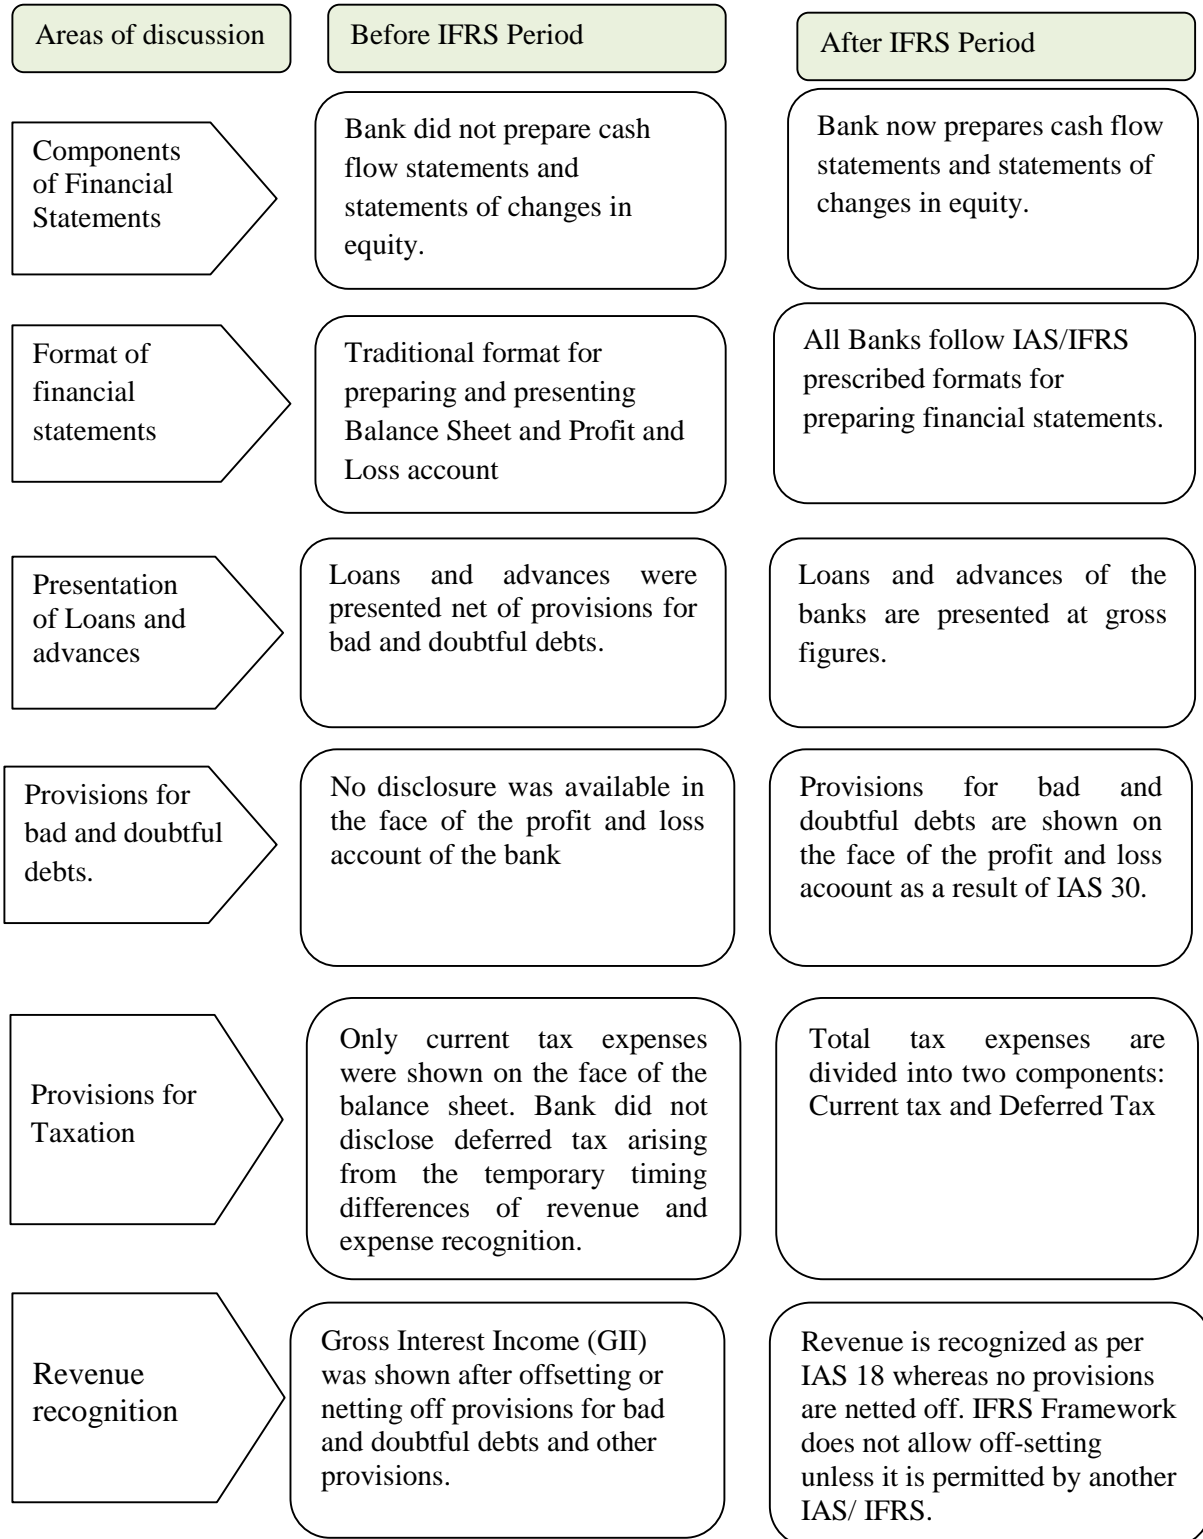 Areas of discussion
Before IFRS Period
After IFRS Period
Components
of Financial
Statements
Bank did not prepare cash
flow statements and
statements of changes in
equity.
Bank now prepares cash flow
statements and statements of
changes in equity.
Format of
financial
statements
Traditional format for
preparing and presenting
Balance Sheet and Profit and
Loss account
All Banks follow IAS/IFRS
prescribed formats for
preparing financial statements.
Presentation
of Loans and
advances
Loans and advances were
presented net of provisions for
bad and doubtful debts.
Loans and advances of the
banks are presented at gross
figures.
Provisions for
bad and doubtful
debts.
No disclosure was available in
the face of the profit and loss
account of the bank
Provisions for bad and
doubtful debts are shown on
the face of the profit and loss
acoount as a result of IAS 30.
Provisions for
Taxation
Only current tax expenses
were shown on the face of the
balance sheet. Bank did not
disclose deferred tax arising
from the temporary timing
differences of revenue and
expense recognition.
Total tax expenses are
divided into two components:
Current tax and Deferred Tax
Revenue
recognition
Gross Interest Income (GII)
was shown after offsetting or
netting off provisions for bad
and doubtful debts and other
provisions.
Revenue is recognized as per
IAS 18 whereas no provisions
are netted off. IFRS Framework
does not allow off-setting
unless it is permitted by another
IAS/ IFRS.